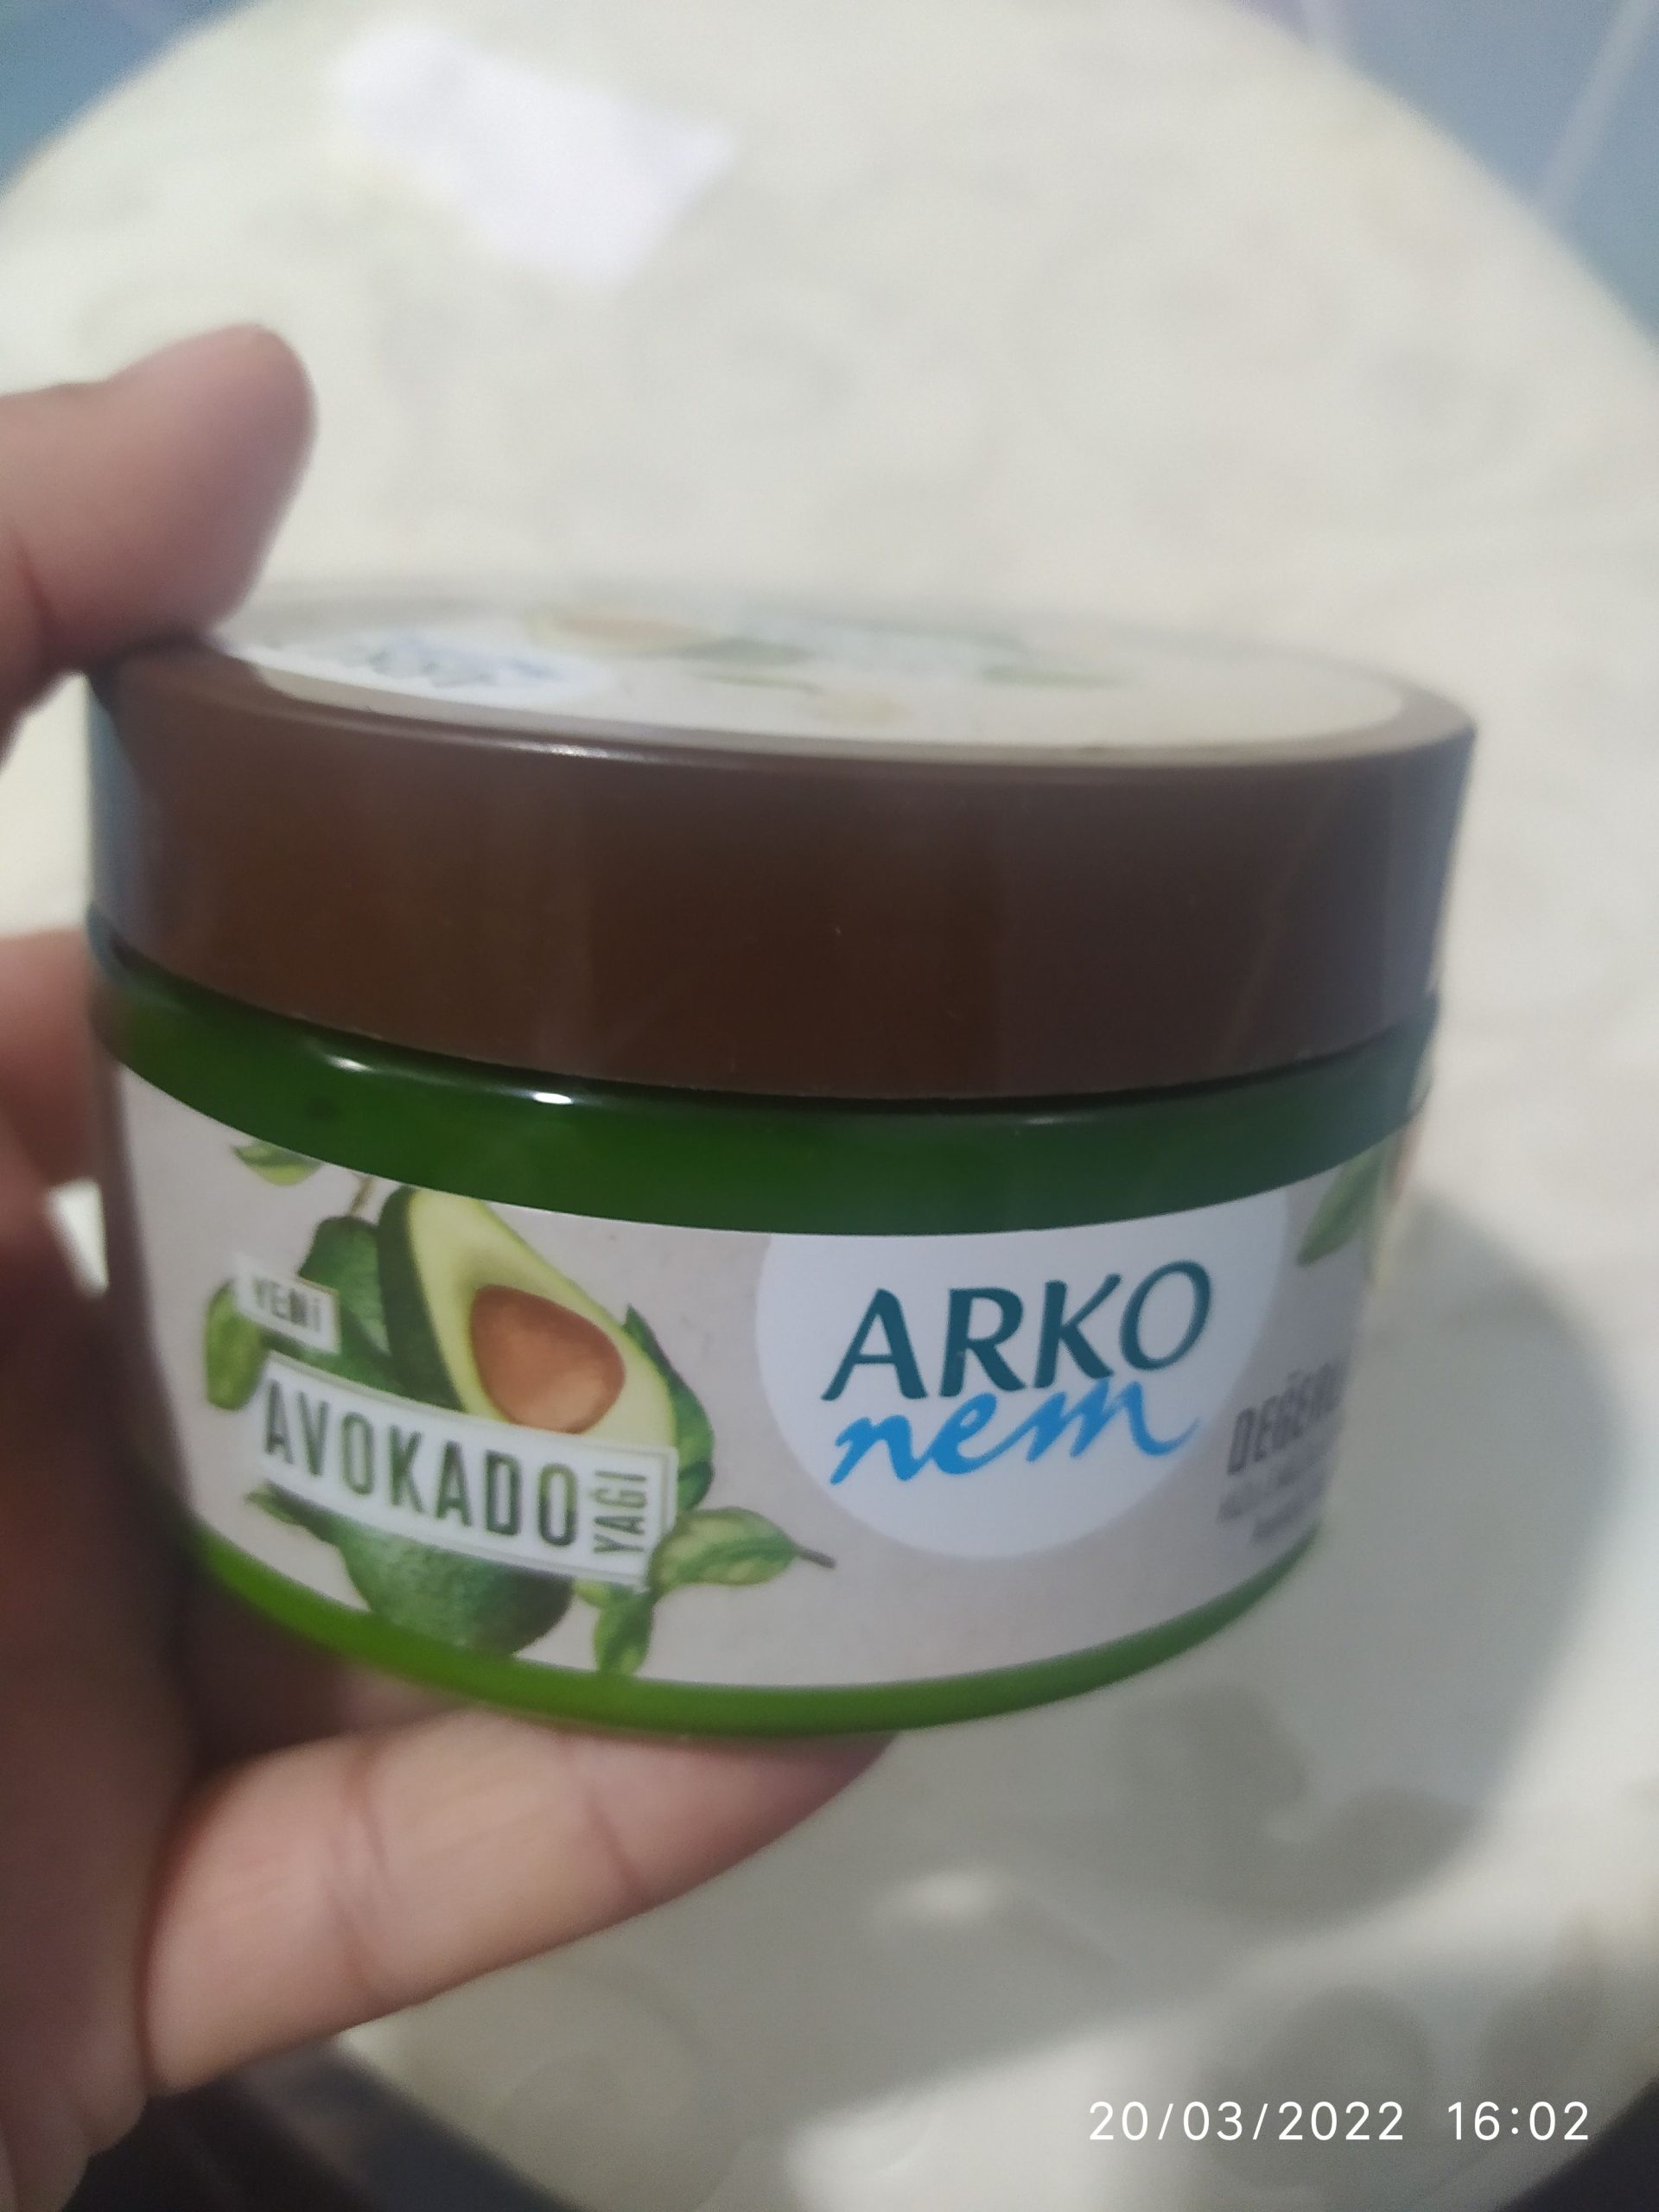 YENİ
AVOKADO
YAĞI
ARKO
nem
20/03/2022 16:02